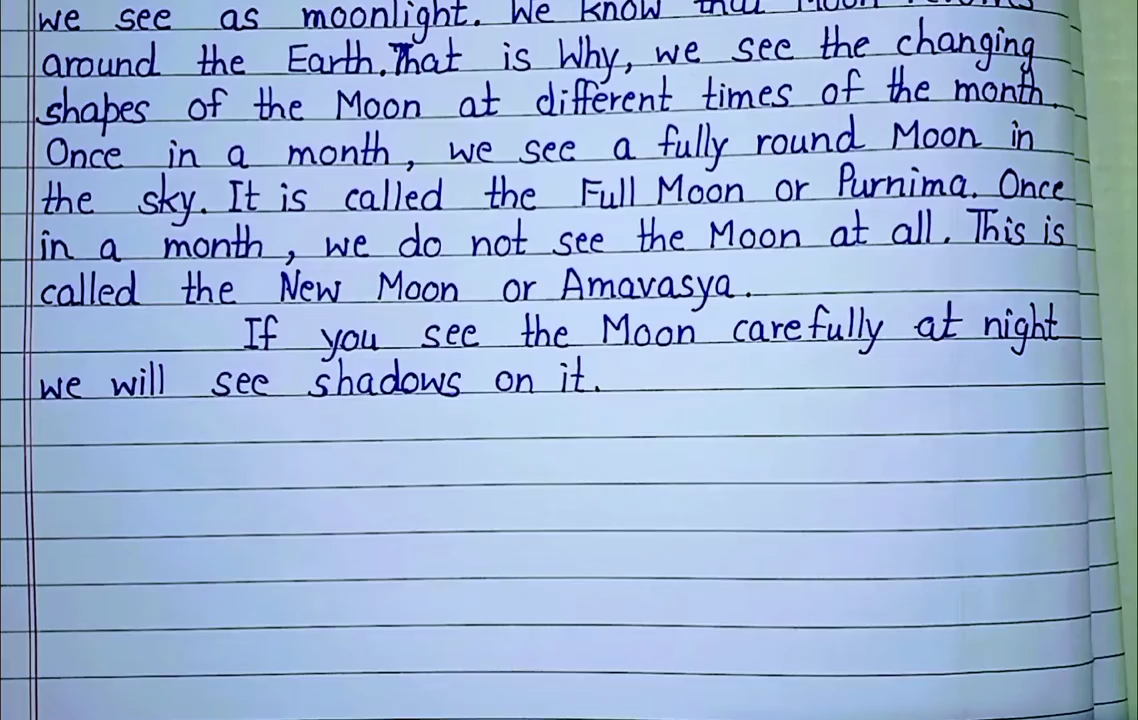 we see as moonlight. We know that Moon
around the Earth. That is Why, we see the changing
shapes of the Moon at different times of the month.
Once in a month, we see a fully round Moon in
the sky. It is called the Full Moon or Purnima. Once
in a month, we do not see the Moon at all. This is
called the New Moon or Amavasya.
If you see the Moon carefully at night
we will see shadows on it.